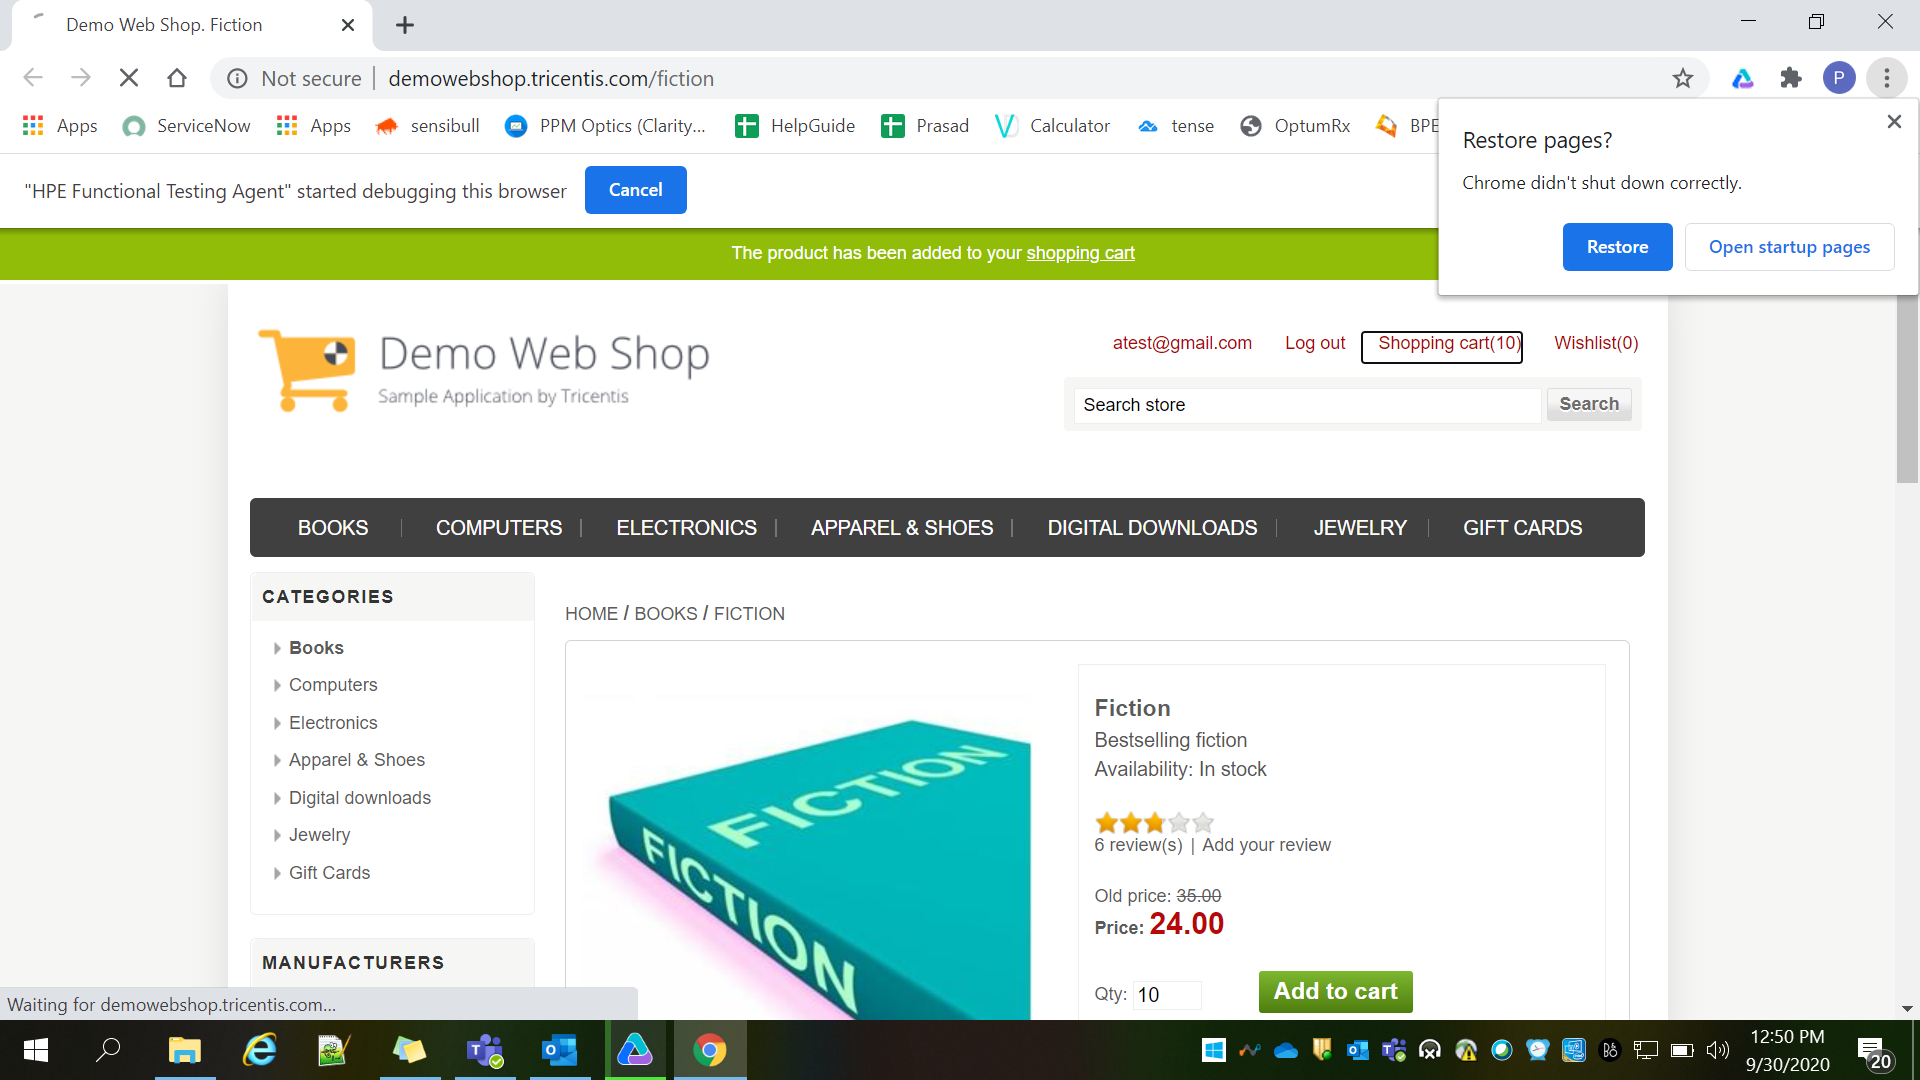 Demo Web Shop. Fiction
Not secure | demowebshop.tricentis.com/fiction
P
Apps ServiceNow Apps sensibull PPM Optics (Clarity... HelpGuide Prasad Calculator tense OptumRx BPE
Restore pages?
Chrome didn't shut down correctly.
Restore Open startup pages
"HPE Functional Testing Agent" started debugging this browser Cancel
The product has been added to your shopping cart
Demo Web Shop
Sample Application by Tricentis
atest@gmail.com Log out Shopping cart(10) Wishlist(0)
Search store Search
BOOKS COMPUTERS ELECTRONICS APPAREL & SHOES DIGITAL DOWNLOADS JEWELRY GIFT CARDS
CATEGORIES
Books
Computers
Electronics
Apparel & Shoes
Digital downloads
Jewelry
Gift Cards
MANUFACTURERS
HOME / BOOKS / FICTION
FICTION
FICTION
Fiction
Bestselling fiction
Availability: In stock
6 review(s) | Add your review
Old price: 35.00
Price: 24.00
Qty: 10 Add to cart
Waiting for demowebshop.tricentis.com...
12:50 PM
9/30/2020
20